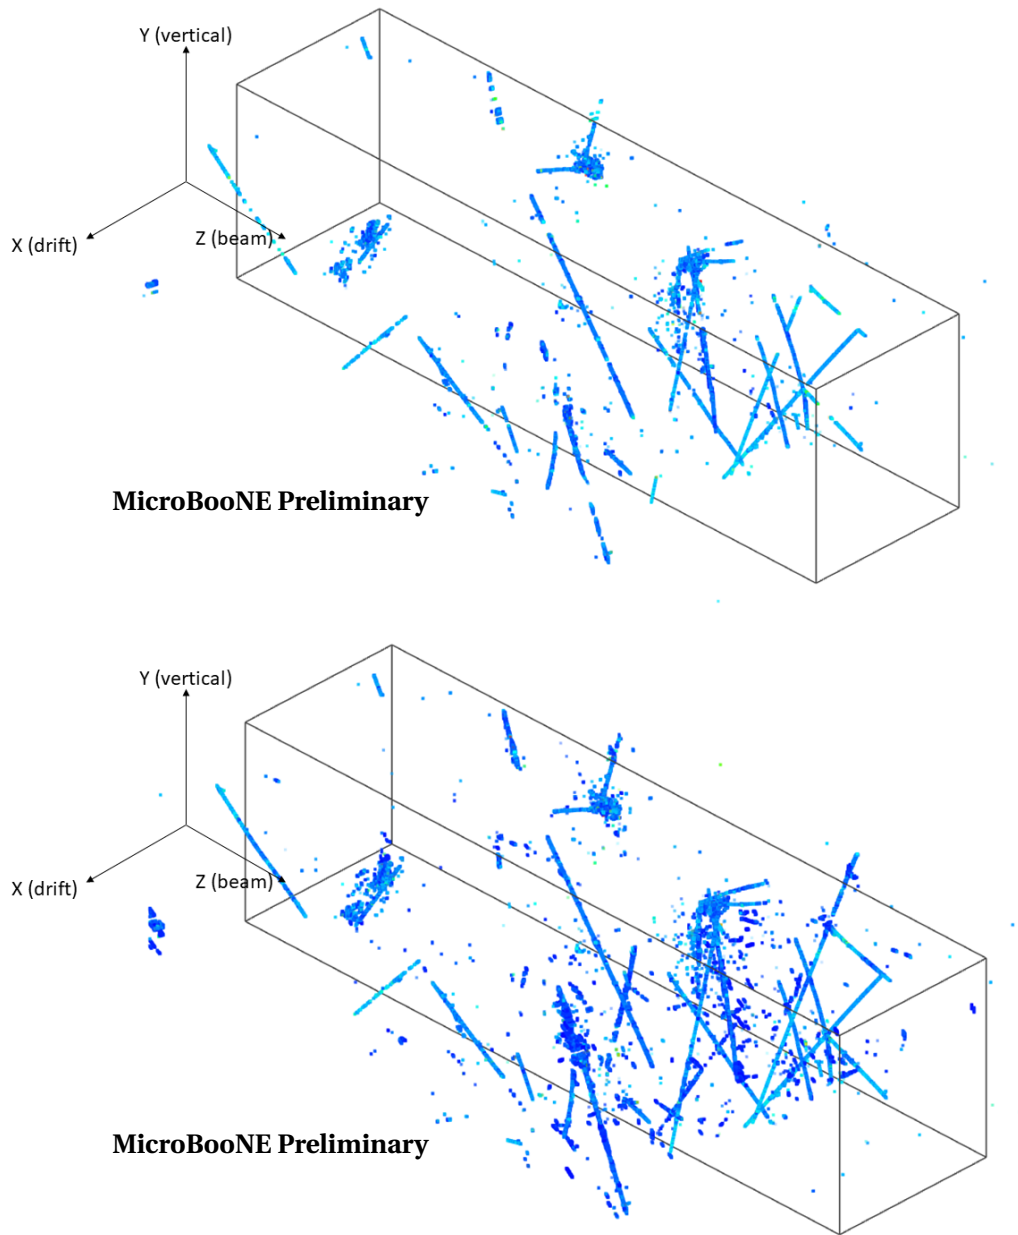 Y (vertical)
X (drift)
Z (beam)
MicroBooNE Preliminary
Y (vertical)
X (drift)
Z (beam)
MicroBooNE Preliminary